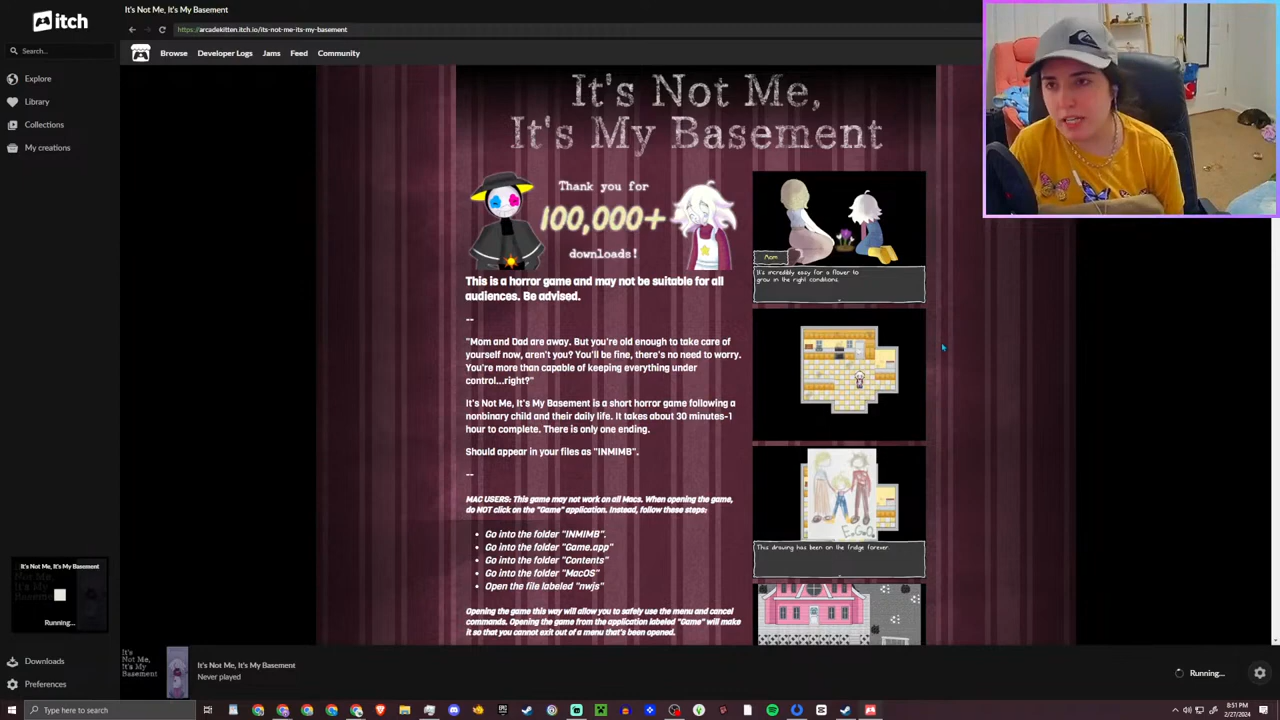 It's Not Me, It's My Basement
itch
https://arcadekitten.itch.io/its-not-me-its-my-basement
Search...
Browse
Developer Logs
Jams
Feed
Community
Explore
Library
Collections
My creations
It's Not Me,
It's My Basement
Thank you for
100,000+
downloads!
This is a horror game and may not be suitable for all
audiences. Be advised.
--
"Mom and Dad are away. But you're old enough to take care of
yourself now, aren't you? You'll be fine, there's no need to worry.
You're more than capable of keeping everything under
control...right?"
It's Not Me, It's My Basement is a short horror game following a
nonbinary child and their daily life. It takes about 30 minutes-1
hour to complete. There is only one ending.
Should appear in your files as "INMIMB".
--
MAC USERS: This game may not work on all Macs. When opening the game,
do NOT click on the "Game" application. Instead, follow these steps:
• Go into the folder "INMIMB".
• Go into the folder "Game.app"
• Go into the folder "Contents"
• Go into the folder "MacOS"
• Open the file labeled "nwjs"
Opening the game this way will allow you to safely use the menu and cancel
commands. Opening the game from the application labeled "Game" will make
it so that you cannot exit out of a menu that's been opened.
Mom
It's incredibly easy for a flower to
grow in the right conditions.
This drawing has been on the fridge forever.
It's Not Me, It's My Basement
Running...
Downloads
Preferences
It's
Not Me,
It's My
Basement
It's Not Me, It's My Basement
Never played
Running...
Type here to search
8:51 PM
2/27/2024